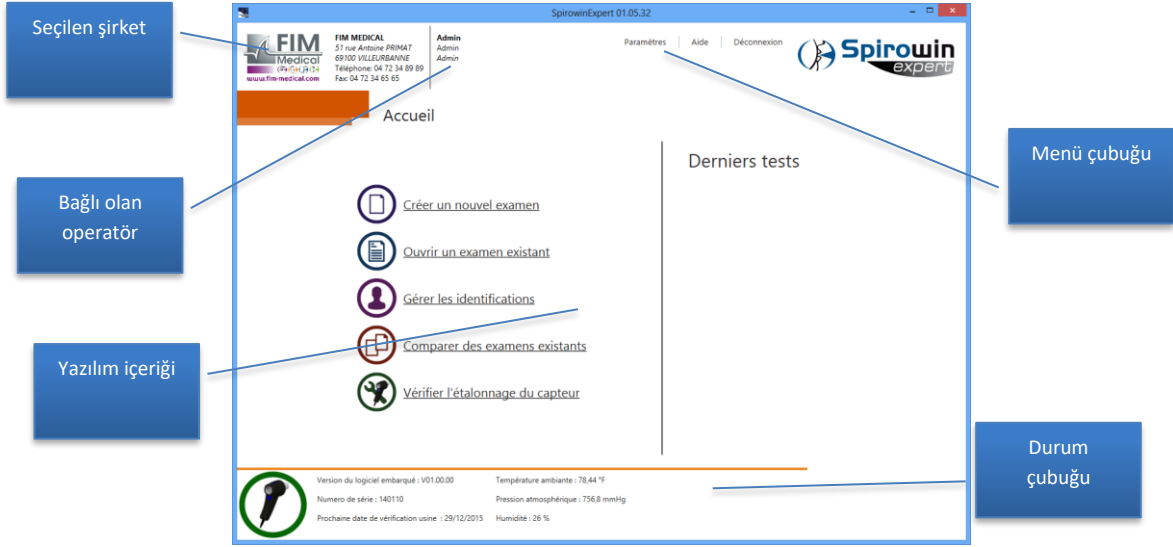 SpirowinExpert 01.05.32
Seçilen şirket
FIM
Medical
www.fim-medical.com
FIM MEDICAL
51 rue Antoine PRIMAT
69100 VILLEURBANNE
Téléphone: 04 72 34 89 89
Fax: 04 72 34 65 65
Admin
Admin
Admin
Paramètres
Aide
Déconnexion
Spirowin
expert
Accueil
Menü çubuğu
Derniers tests
Bağlı olan
operatör
Créer un nouvel examen
Ouvrir un examen existant
Gérer les identifications
Yazılım içeriği
Comparer des examens existants
Vérifier l'étalonnage du capteur
Durum
çubuğu
Version du logiciel embarqué : V01.00.00
Température ambiante : 78,44 °F
Numero de série : 140110
Pression atmosphérique : 756,8 mmHg
Prochaine date de vérification usine : 29/12/2015
Humidité : 26 %